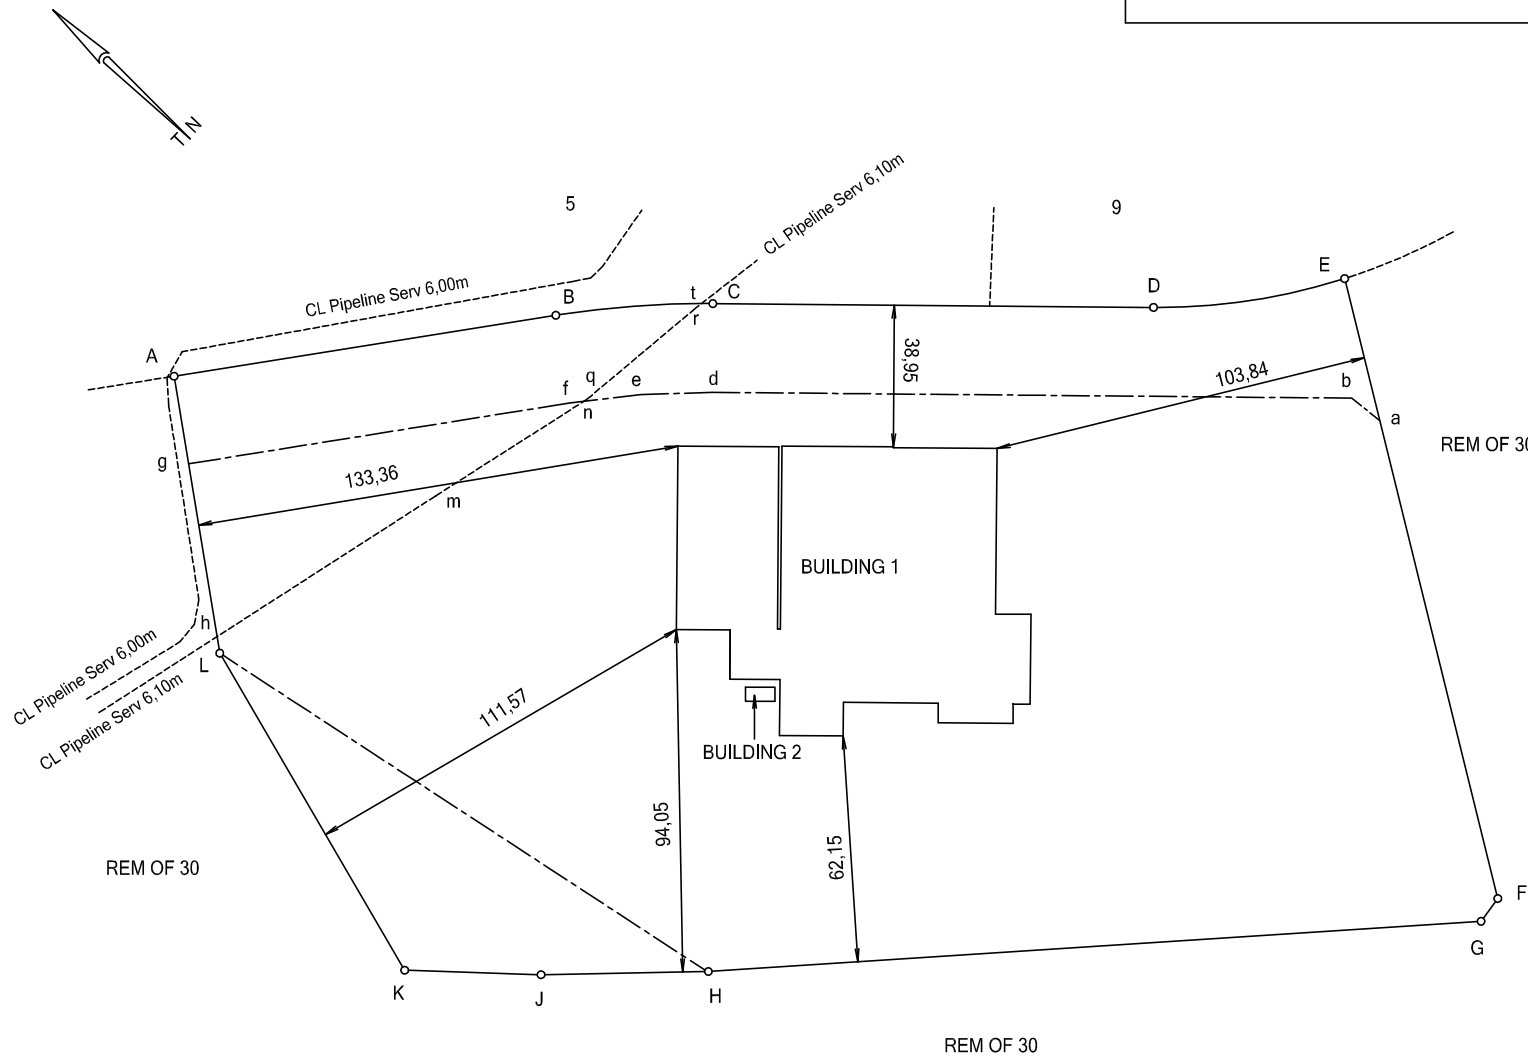 TN
5
9
CL Pipeline Serv 6,10m
CL Pipeline Serv 6,00m
A
B
t
C
r
D
E
38,95
103,84
f
q
e
d
n
b
a
g
133,36
m
REM OF 30
BUILDING 1
h
L
CL Pipeline Serv 6,00m
CL Pipeline Serv 6,10m
111,57
BUILDING 2
94,05
62,15
REM OF 30
F
G
K
J
H
REM OF 30